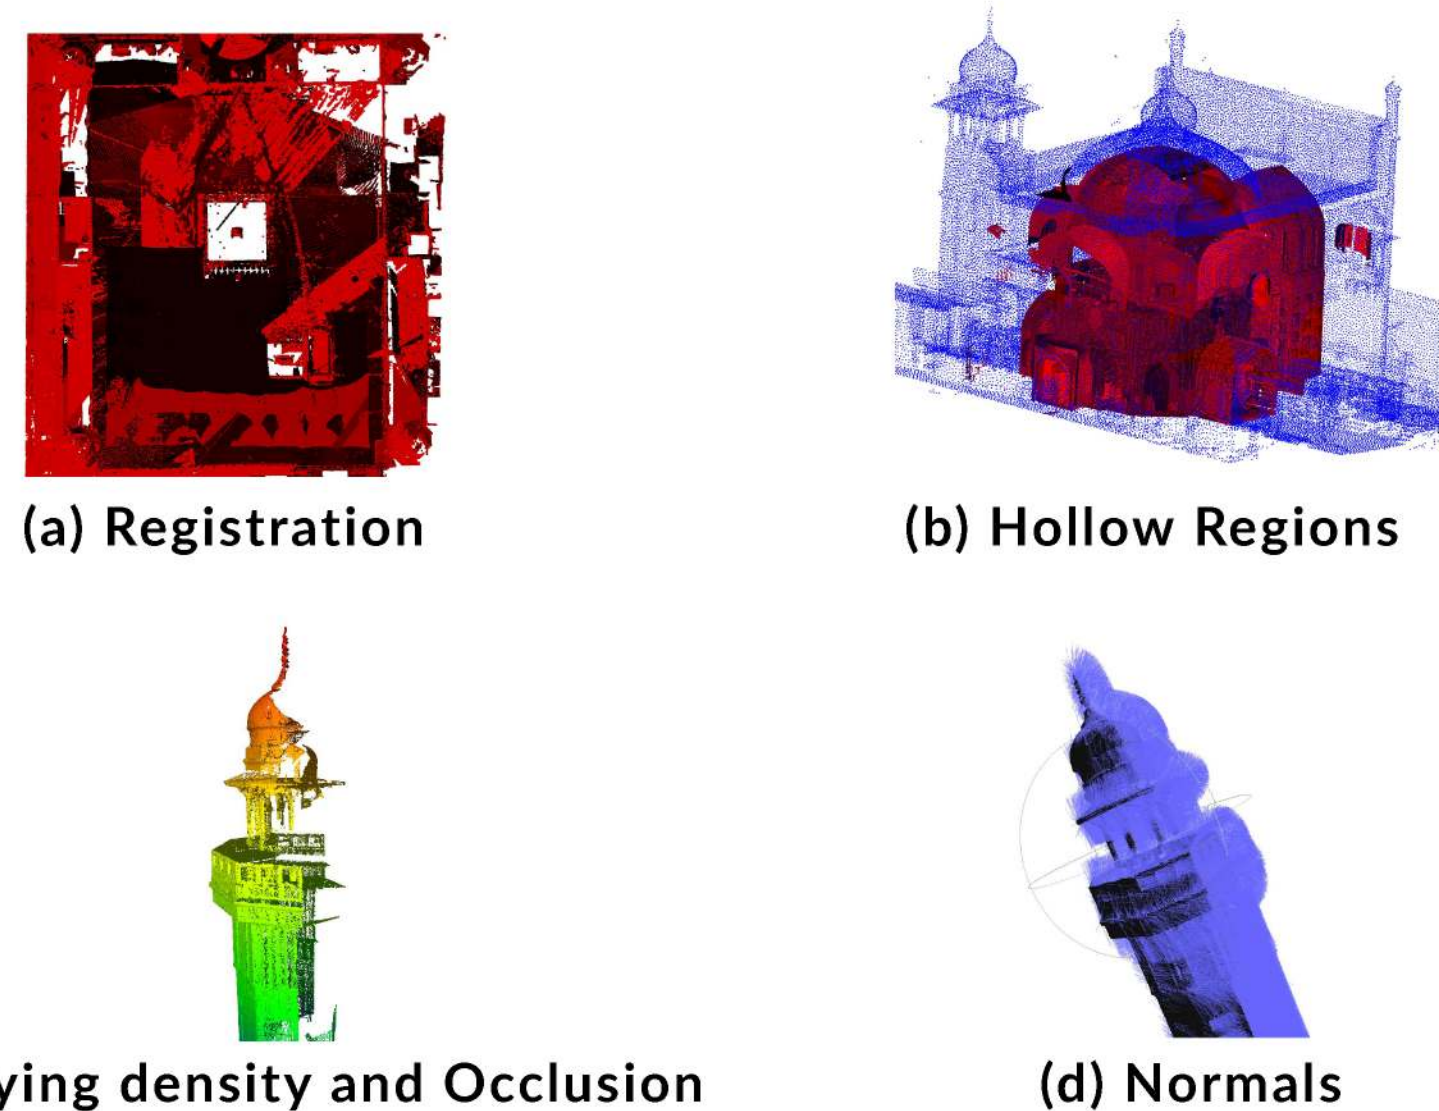 (a) Registration
(b) Hollow Regions
ying density and Occlusion
(d) Normals